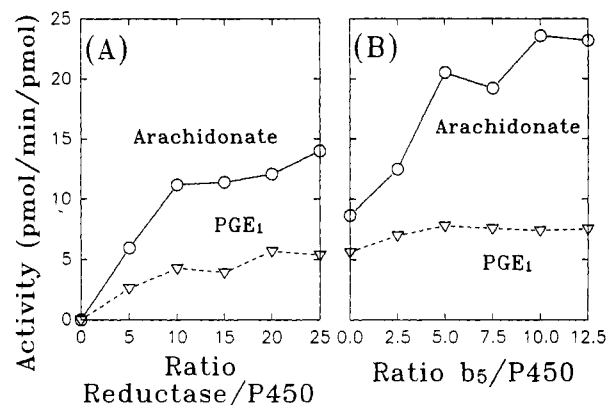 (A)
(B)
Activity (pmol/min/pmol)
25
20
15
10
5
0
Arachidonate
PGE₁
Arachidonate
PGE₁
0 5 10 15 20 25
0.0 2.5 5.0 7.5 10.0 12.5
Ratio
Reductase/P450
Ratio b₅/P450